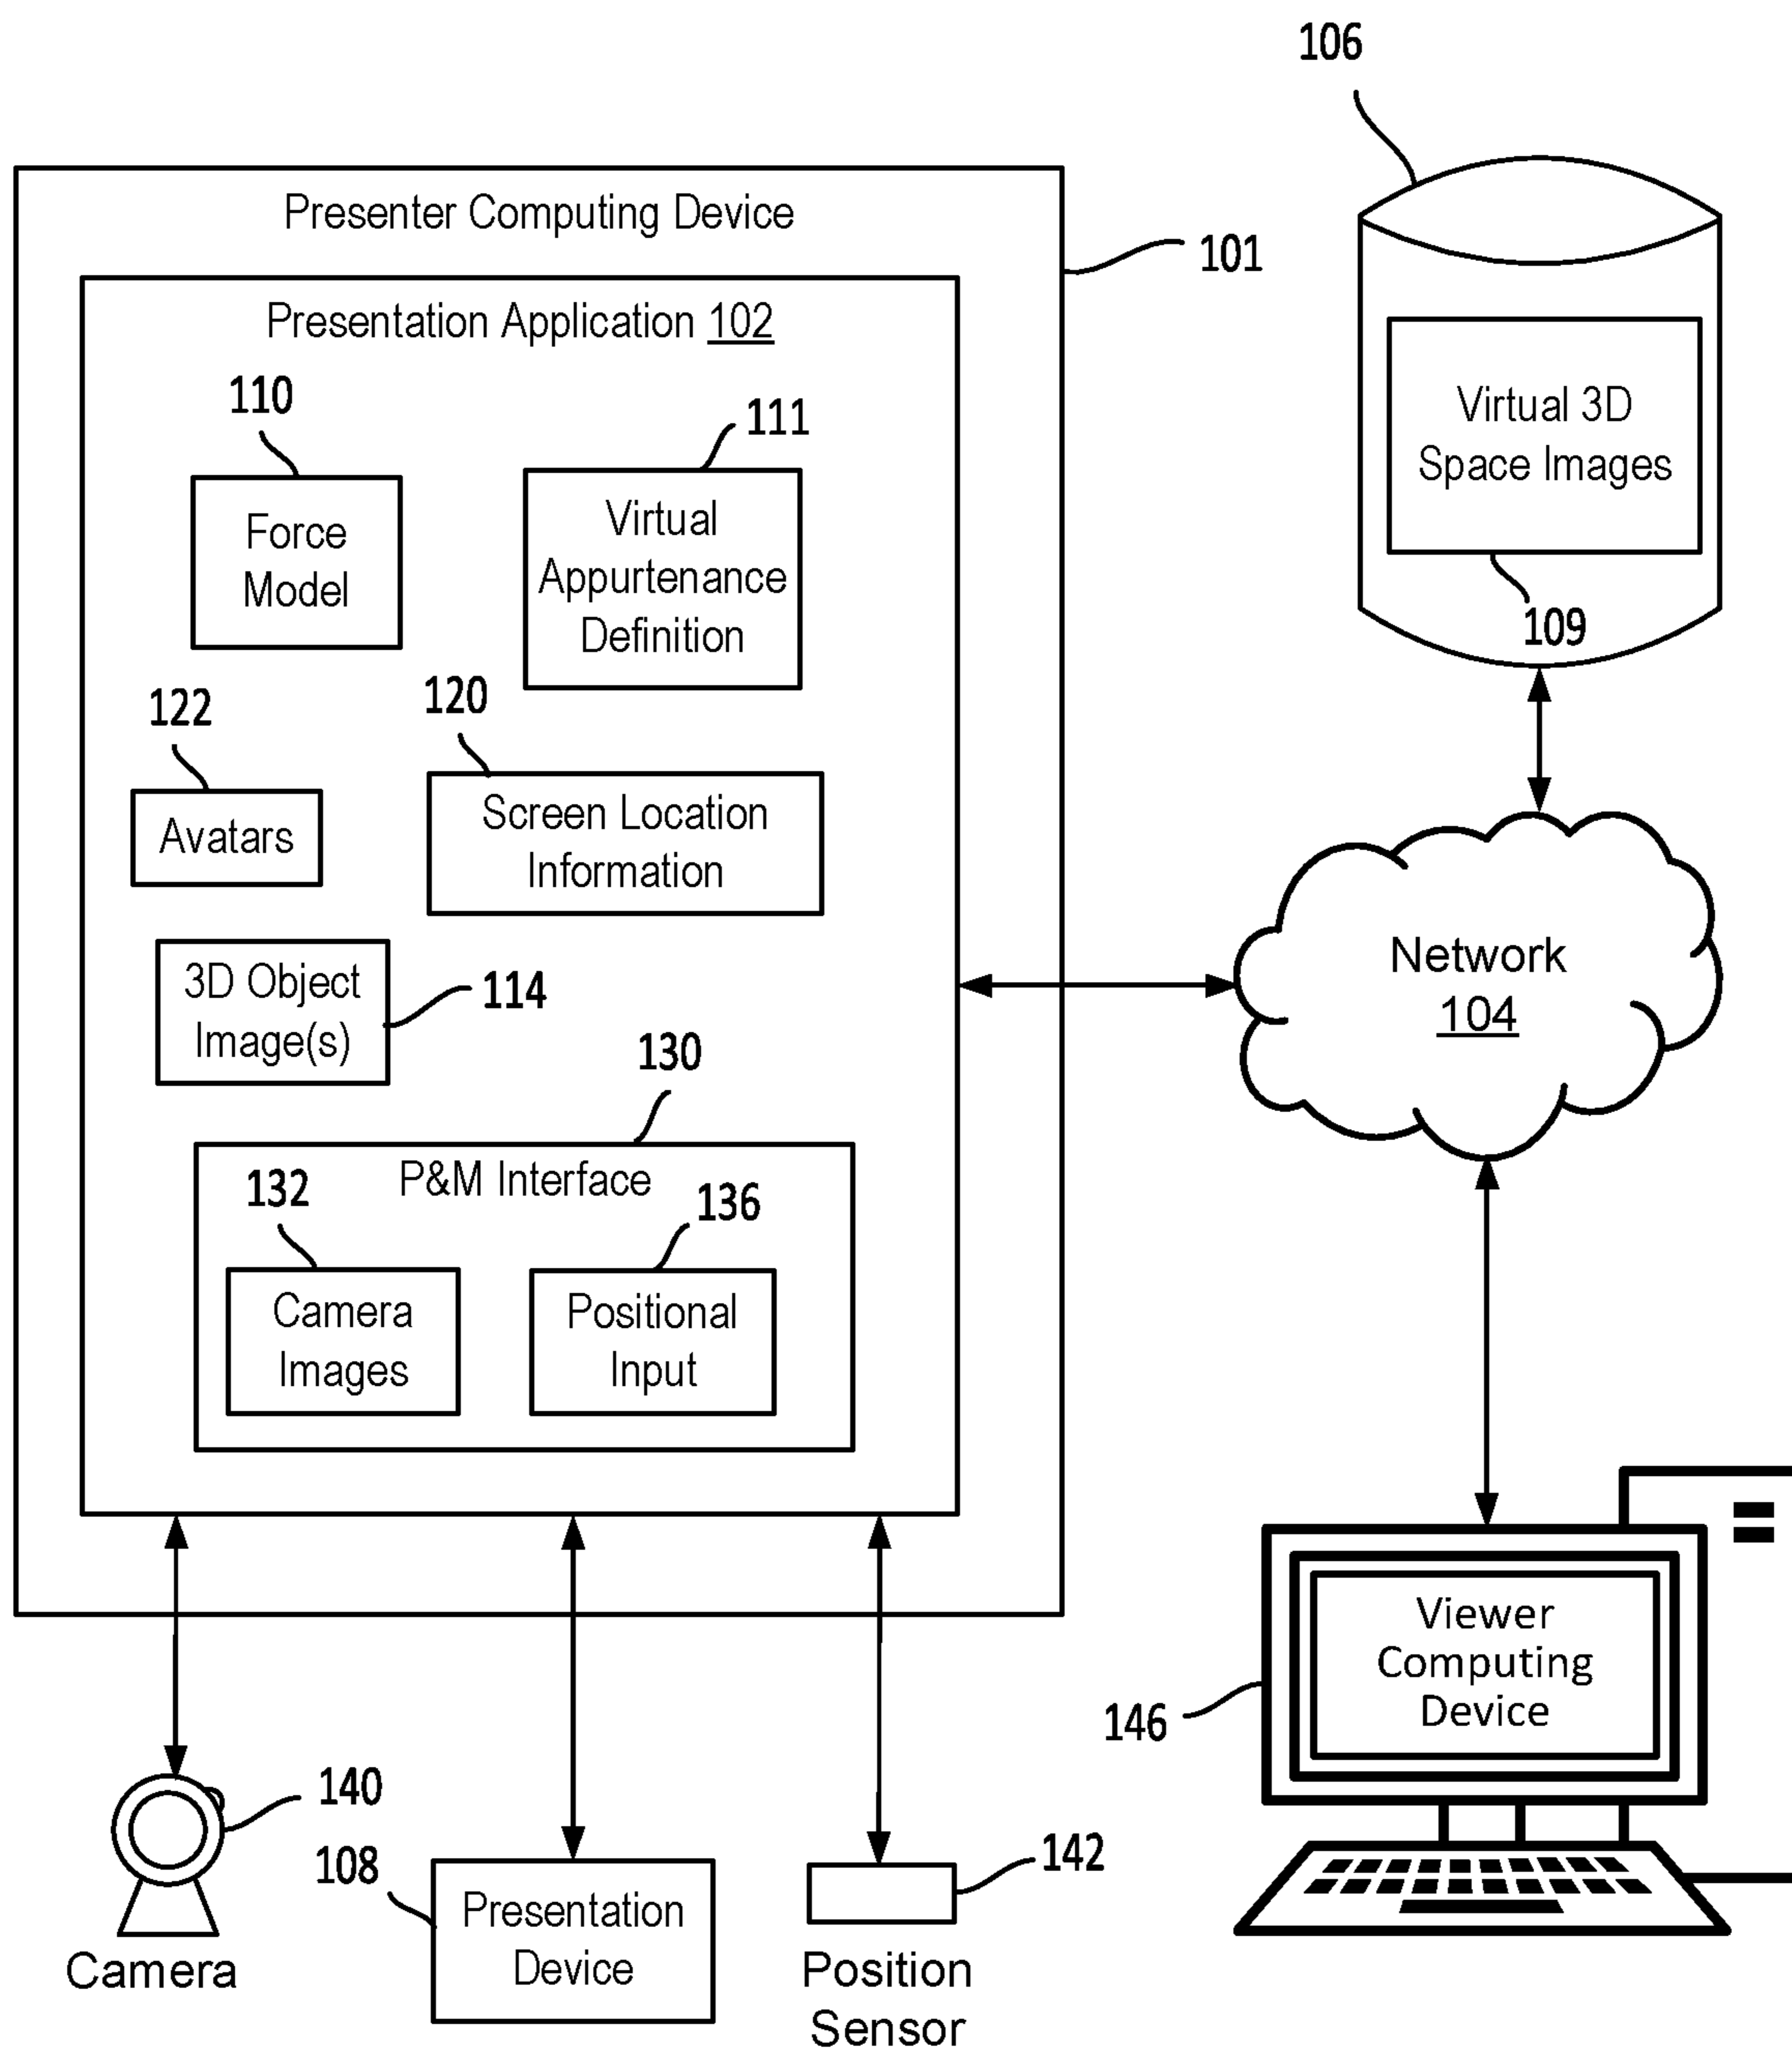 106
Presenter Computing Device
101
Presentation Application 102
110
111
Force
Model
Virtual
Appurtenance
Definition
Virtual 3D
Space Images
109
122
120
Avatars
Screen Location
Information
3D Object
Image(s)
114
Network
104
130
P&M Interface
132
136
Camera
Images
Positional
Input
Viewer
Computing
Device
146
140
108
142
Camera
Presentation
Device
Position
Sensor